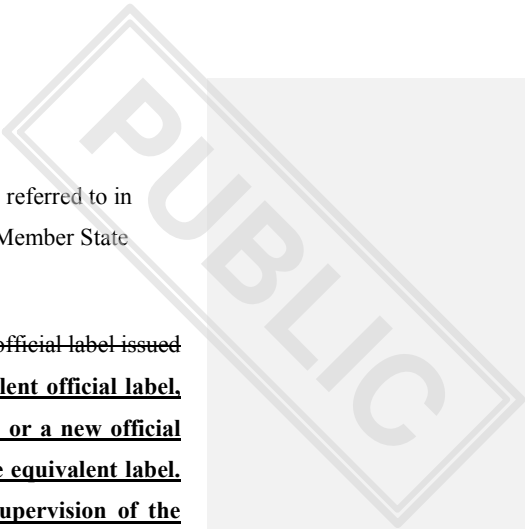 referred to in
Member State
official label issued
lent official label,
or a new official
e equivalent label.
upervision of the
PUBLIC